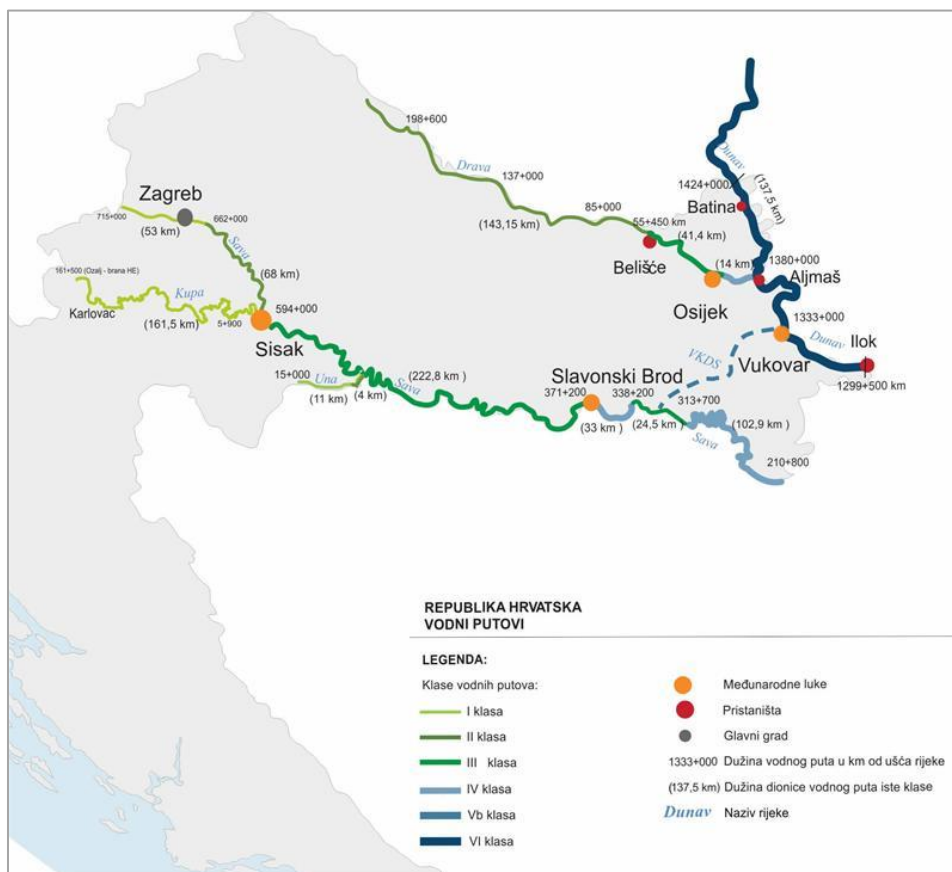 198+600
Dunav
Drava
137+000
1424+000
(137,5 km)
Zagreb
Batina
715+000
662+000
85+000
(143,15 km)
55+450 km
(53 km)
Sava
(41,4 km)
Belišće
(14 km)
1380+000
Aljmaš
(68 km)
161+500 (Ozalj - brana HE)
Kupa
Karlovac
(161,5 km)
5+900
594+000
Osijek
1333+000
Sisak
Dunav
Ilok
VKDS
Vukovar
15+000
Una
(222,8 km)
Slavonski Brod
1299+500 km
(11 km)
(4 km)
Sava
371+200
338+200
313+700
(33 km)
(24,5 km)
(102,9 km )
Sava
210+800
REPUBLIKA HRVATSKA
VODNI PUTOVI
LEGENDA:
Klase vodnih putova:
I klasa
II klasa
III klasa
IV klasa
Vb klasa
VI klasa
Međunarodne luke
Pristaništa
Glavni grad
1333+000 Dužina vodnog puta u km od ušća rijeke
(137,5 km) Dužina dionice vodnog puta iste klase
Dunav Naziv rijeke